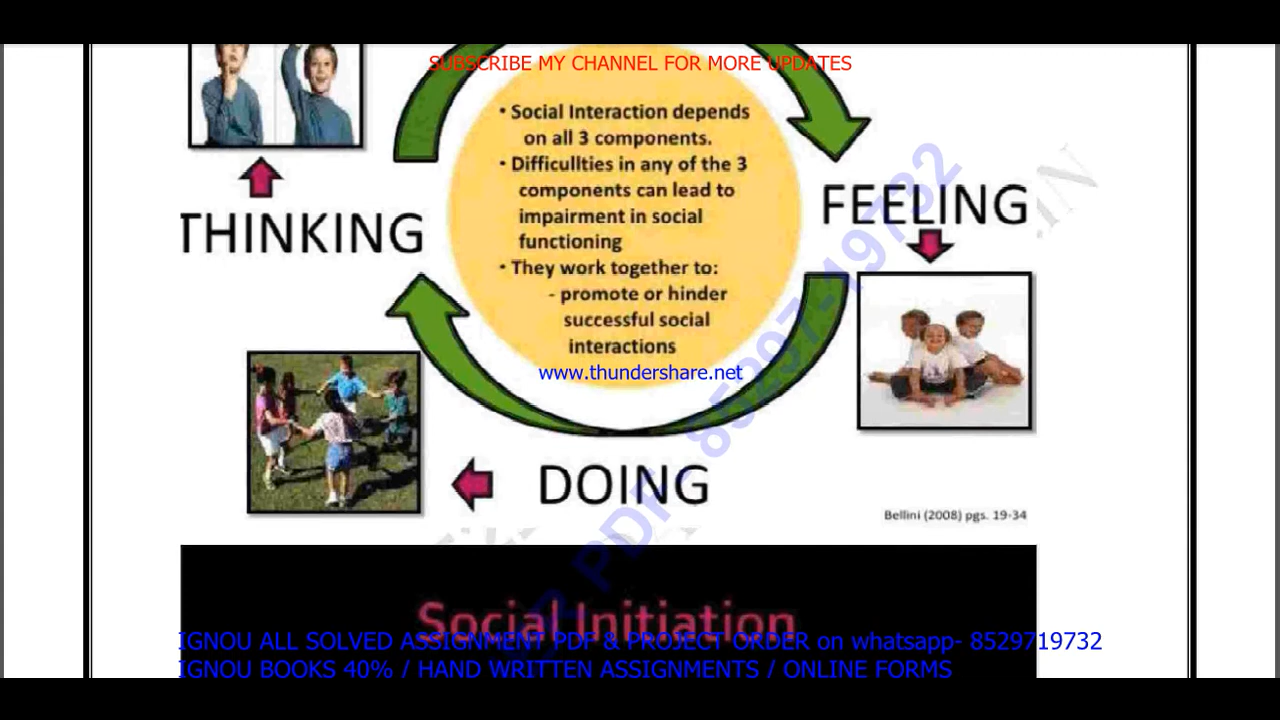 SUBSCRIBE MY CHANNEL FOR MORE UPDATES
• Social Interaction depends
on all 3 components.
• Difficullties in any of the 3
components can lead to
impairment in social
functioning
• They work together to:
- promote or hinder
successful social
interactions
www.thundershare.net
THINKING
FEELING
DOING
Bellini (2008) pgs. 19-34
Social Initiation
IGNOU ALL SOLVED ASSIGNMENT PDF & PROJECT ORDER on whatsapp- 8529719732
IGNOU BOOKS 40% / HAND WRITTEN ASSIGNMENTS / ONLINE FORMS
PDF - 85297-19732